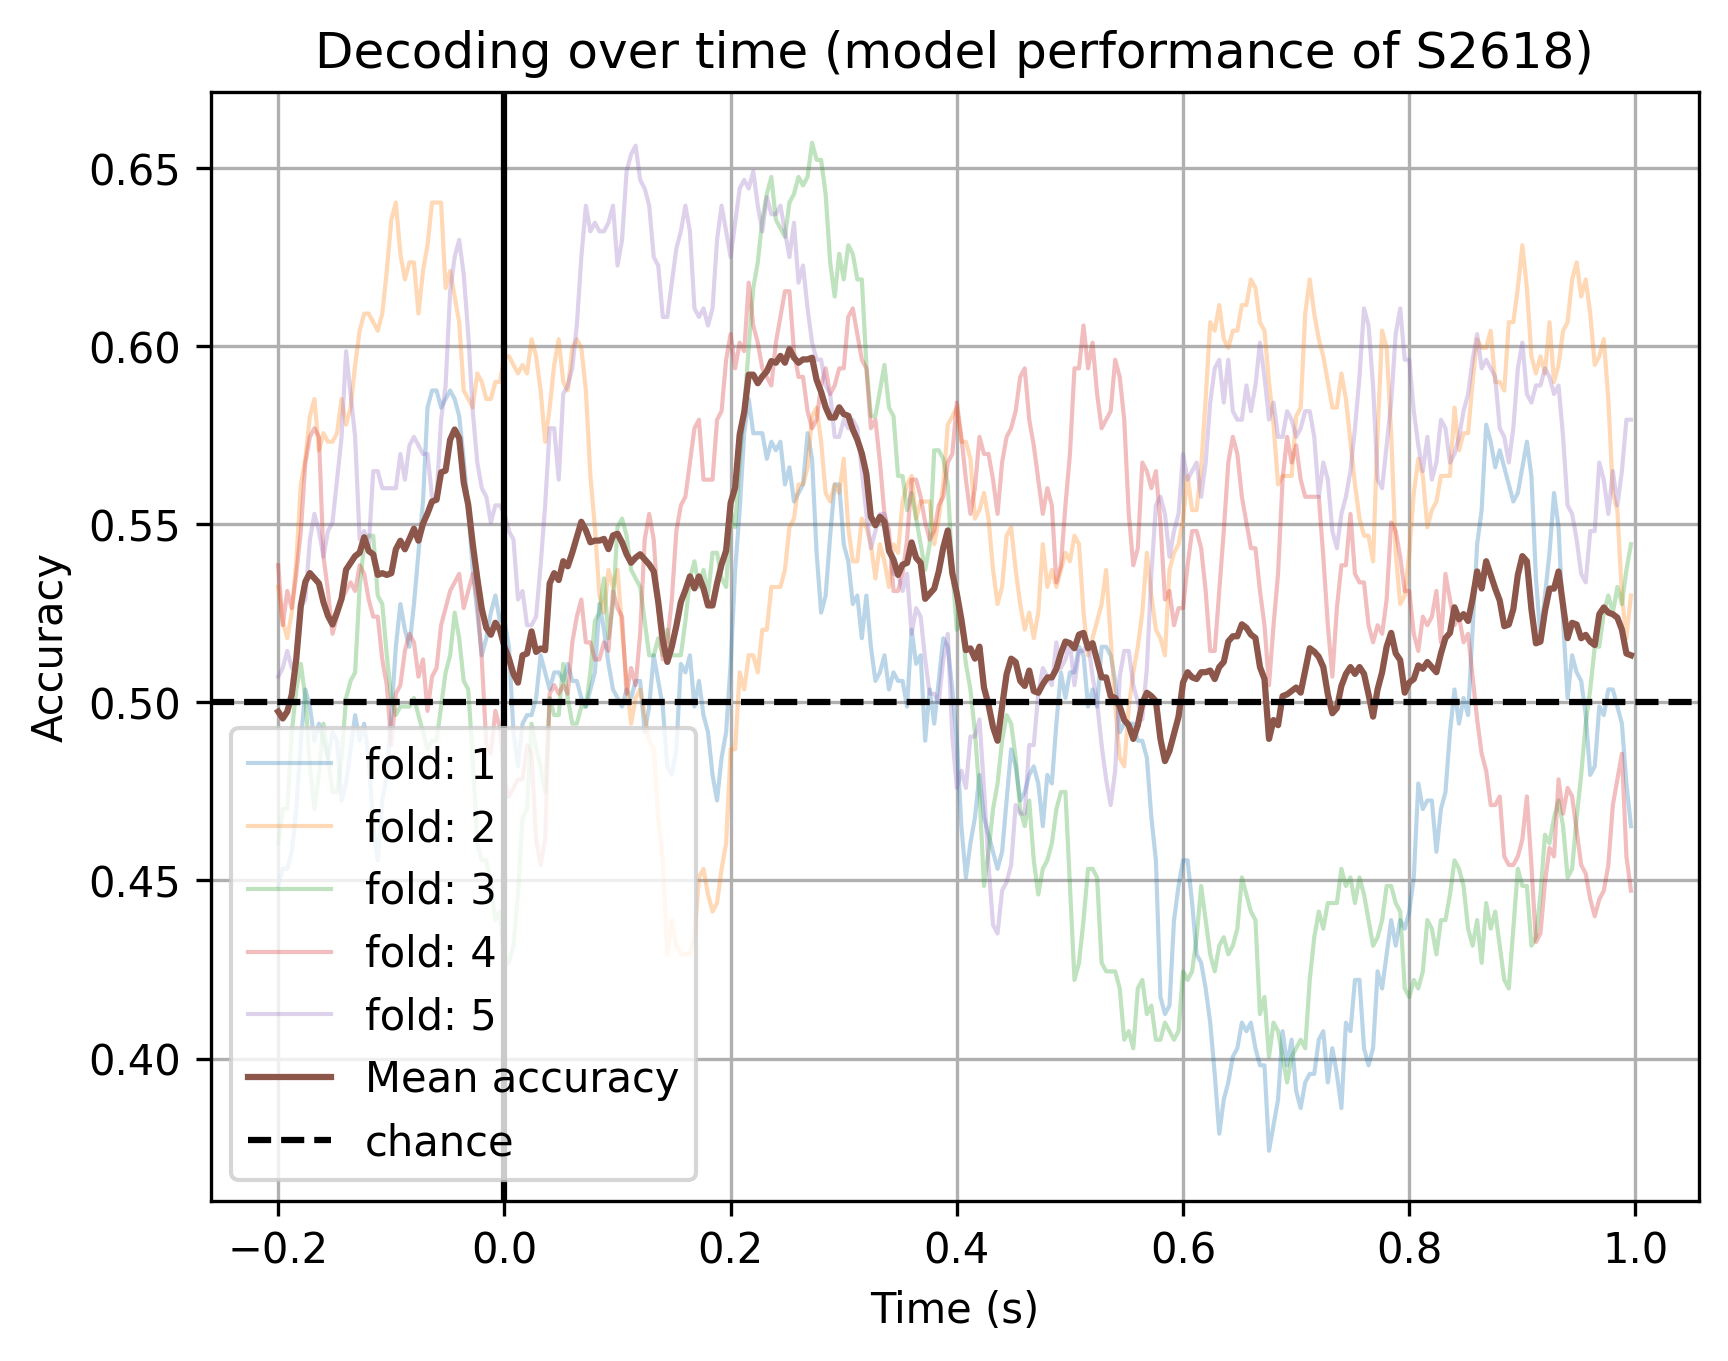 Decoding over time (model performance of S2618)
Accuracy
0.65
0.60
0.55
0.50
0.45
0.40
fold: 1
fold: 2
fold: 3
fold: 4
fold: 5
Mean accuracy
chance
−0.2 0.0 0.2 0.4 0.6 0.8 1.0
Time (s)